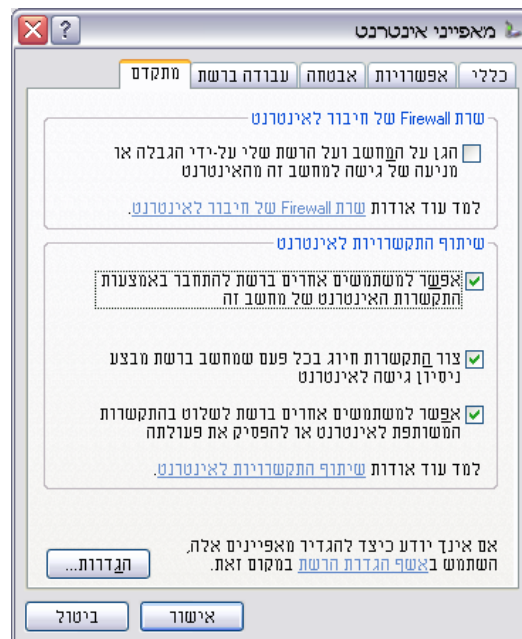 מאפייני אינטרנט
כללי
אפשרויות
אבטחה
עבודה ברשת
מתקדם
שרת Firewall של חיבור לאינטרנט
הגן על המחשב ועל הרשת שלי על-ידי הגבלה או
מניעה של גישה למחשב זה מהאינטרנט
למד עוד אודות שרת Firewall של חיבור לאינטרנט.
שיתוף התקשרויות לאינטרנט
אפשר למשתמשים אחרים ברשת להתחבר באמצעות
התקשרות האינטרנט של מחשב זה
צור התקשרות חיוג בכל פעם שמחשב ברשת מבצע
ניסיון גישה לאינטרנט
אפשר למשתמשים אחרים ברשת לשלוט בהתקשרות
המשותפת לאינטרנט או להפסיק את פעולתה
למד עוד אודות שיתוף התקשרויות לאינטרנט.
אם אינך יודע כיצד להגדיר מאפיינים אלה,
השתמש באשף הגדרת הרשת במקום זאת.
הגדרות...
אישור
ביטול